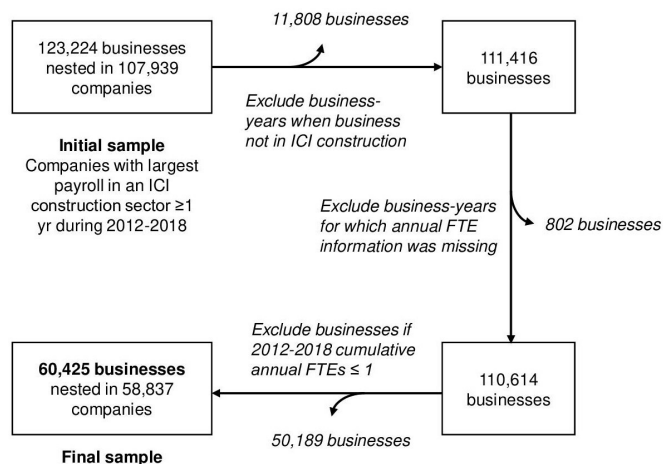 11,808 businesses
123,224 businesses
nested in 107,939
companies
111,416
businesses
Exclude business-
years when business
not in ICI construction
Initial sample
Companies with largest
payroll in an ICI
construction sector ≥1
yr during 2012-2018
Exclude business-years
for which annual FTE
information was missing
802 businesses
Exclude businesses if
2012-2018 cumulative
annual FTEs ≤ 1
60,425 businesses
nested in 58,837
companies
110,614
businesses
50,189 businesses
Final sample